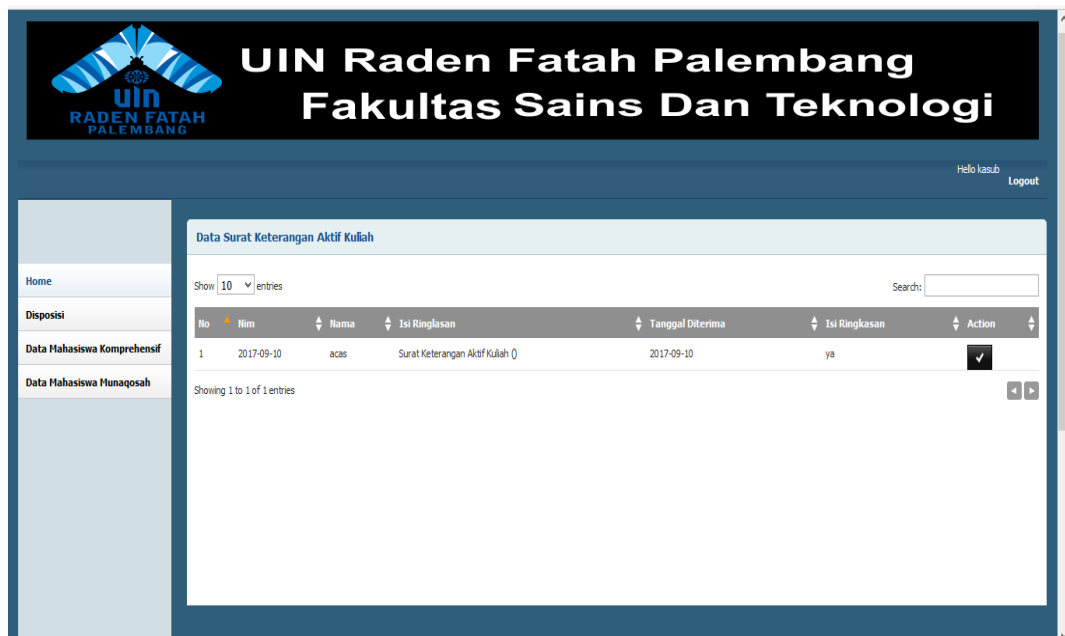 uin
RADEN FATAH
PALEMBANG
UIN Raden Fatah Palembang
Fakultas Sains Dan Teknologi
Hello kasub
Logout
Home
Disposisi
Data Mahasiswa Komprehensif
Data Mahasiswa Munaqosah
Data Surat Keterangan Aktif Kuliah
Show 10 entries
Search:
No Nim Nama Isi Ringlasan Tanggal Diterima Isi Ringkasan Action
1 2017-09-10 acas Surat Keterangan Aktif Kuliah () 2017-09-10 ya
Showing 1 to 1 of 1 entries